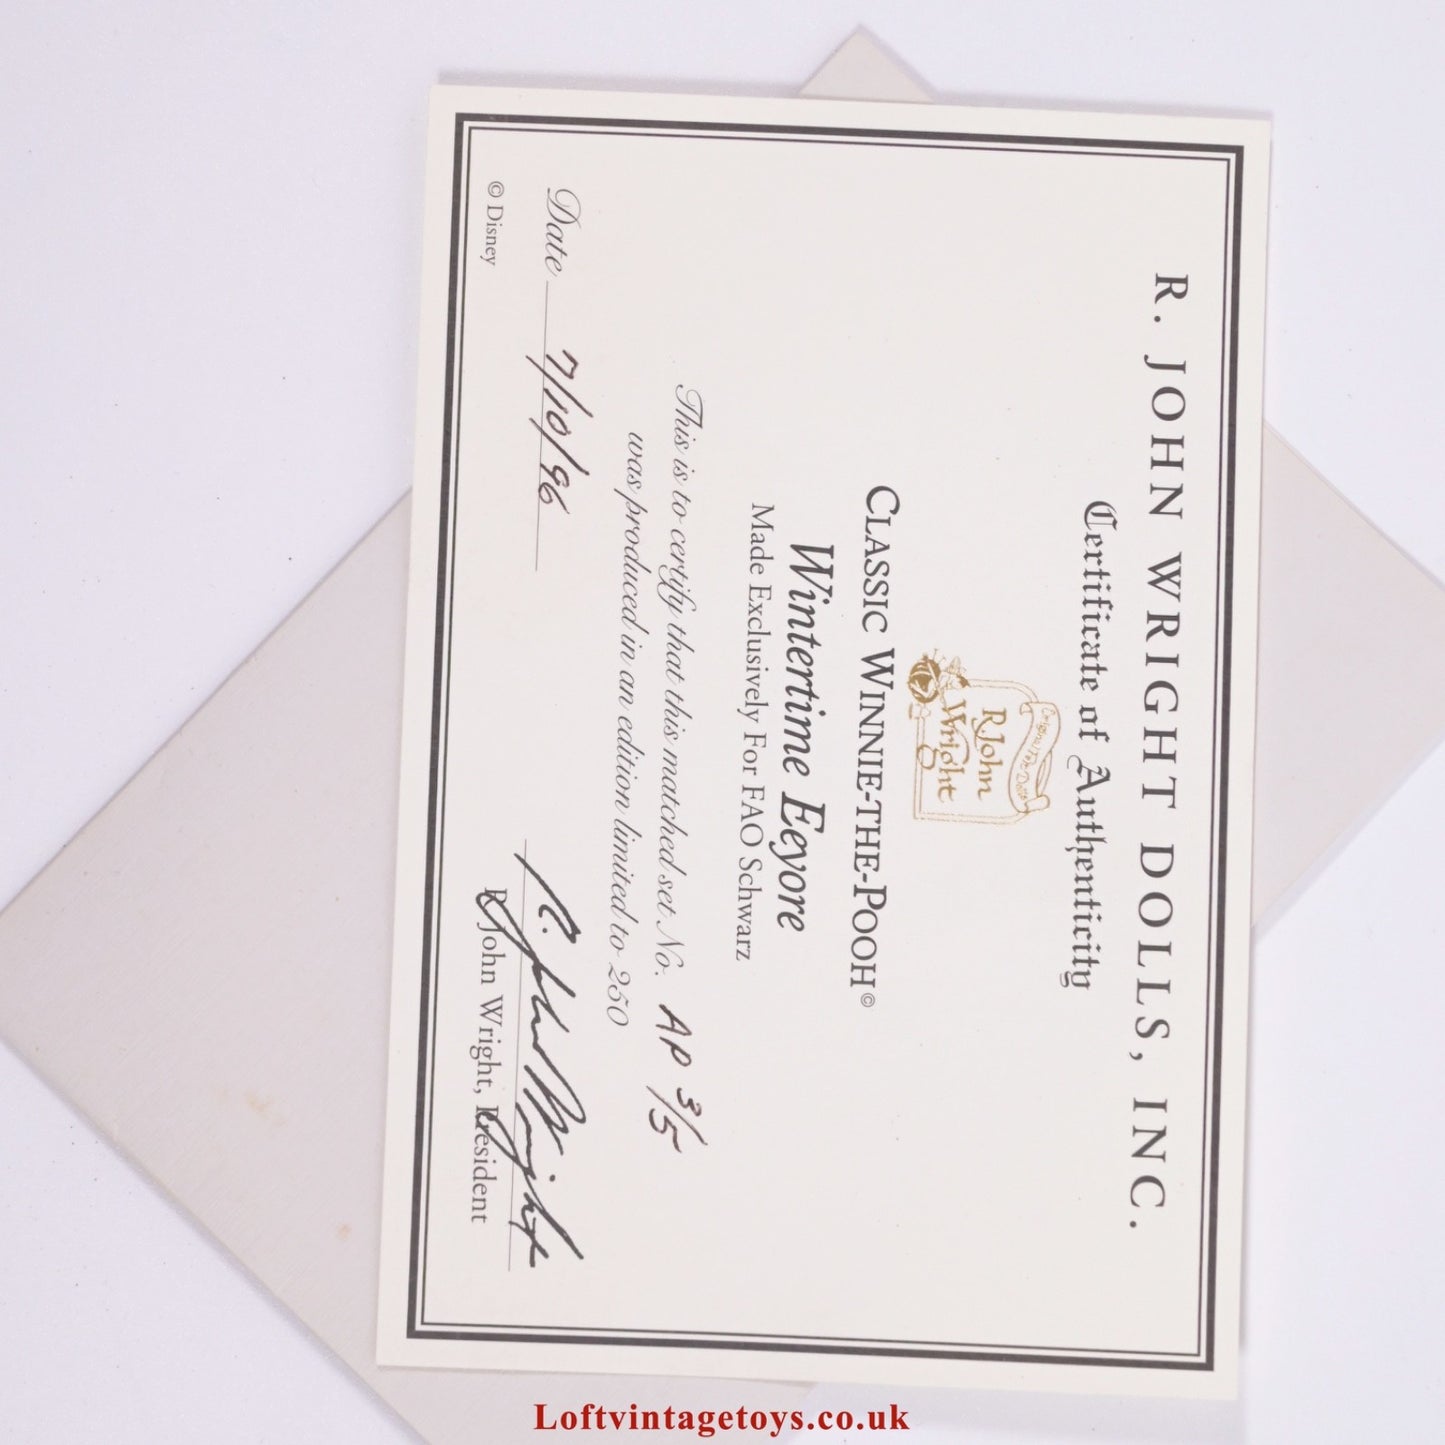 R. JOHN WRIGHT DOLLS, INC.
Certificate of Authenticity
R John
Wright
CLASSIC WINNIE-THE-POOH©
Wintertime Eeyore
Made Exclusively For FAO Schwarz
This is to certify that this matched set No. AP 3/5
was produced in an edition limited to 250
Date 7/10/96
R. John Wright
R. John Wright, President
© Disney
Loftvintagetoys.co.uk